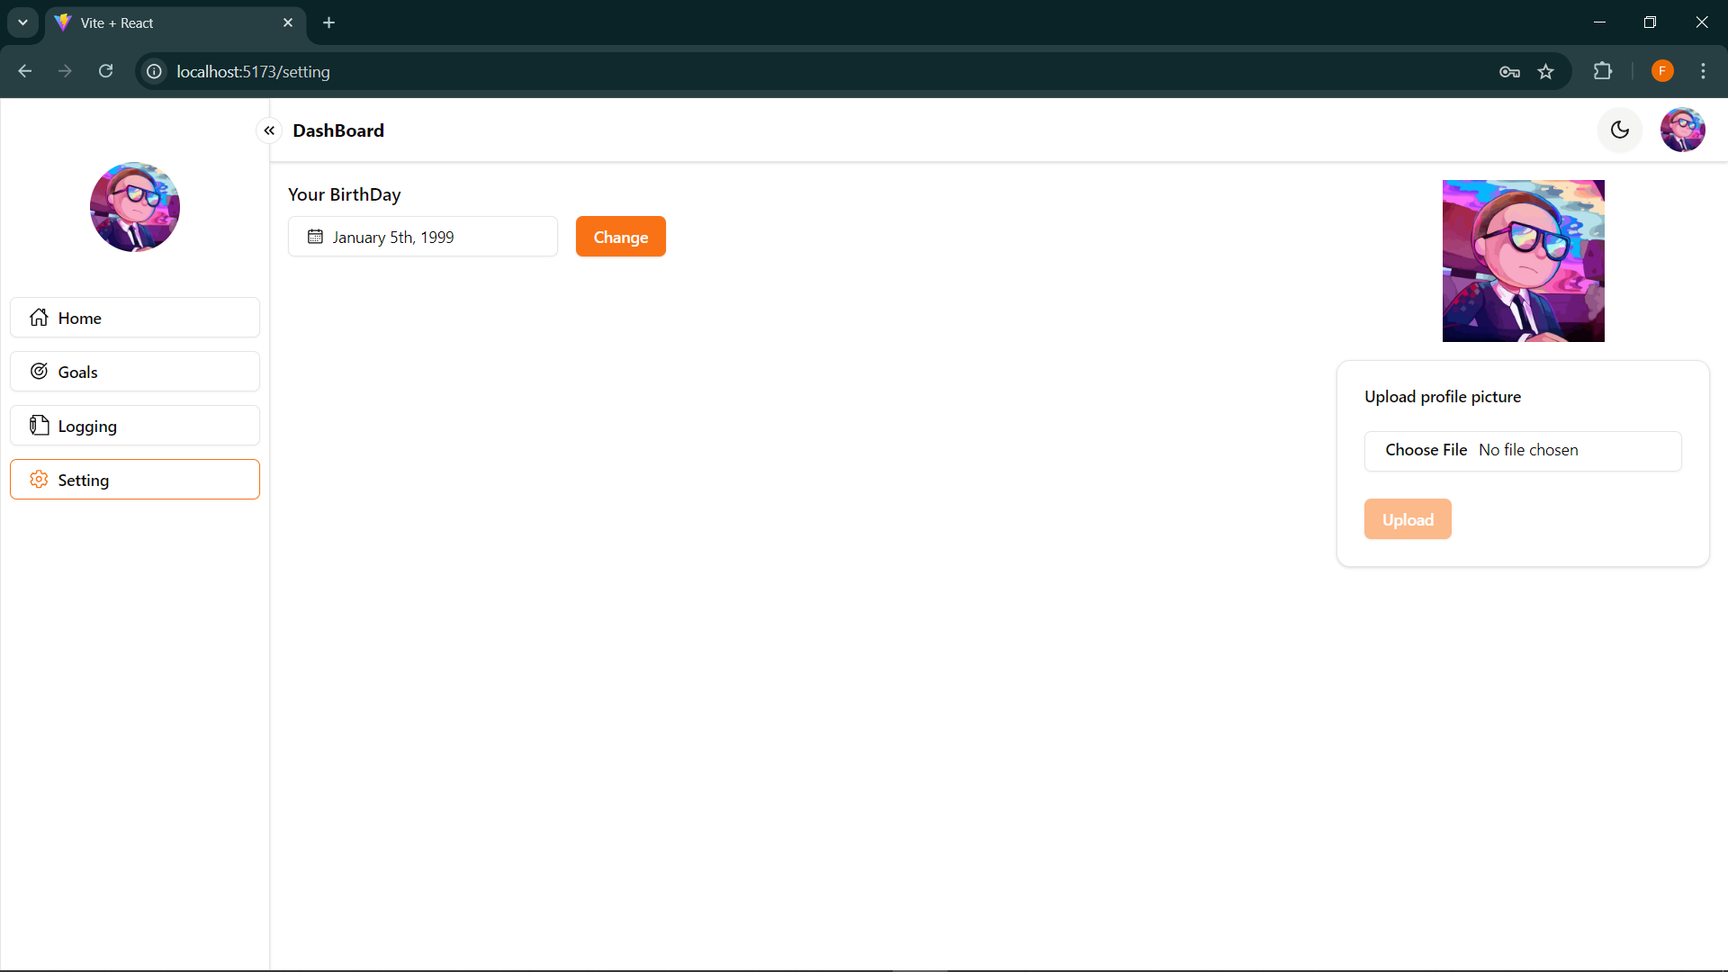 Vite + React
localhost:5173/setting
F
DashBoard
Your BirthDay
January 5th, 1999
Change
Home
Goals
Logging
Setting
Upload profile picture
Choose File No file chosen
Upload